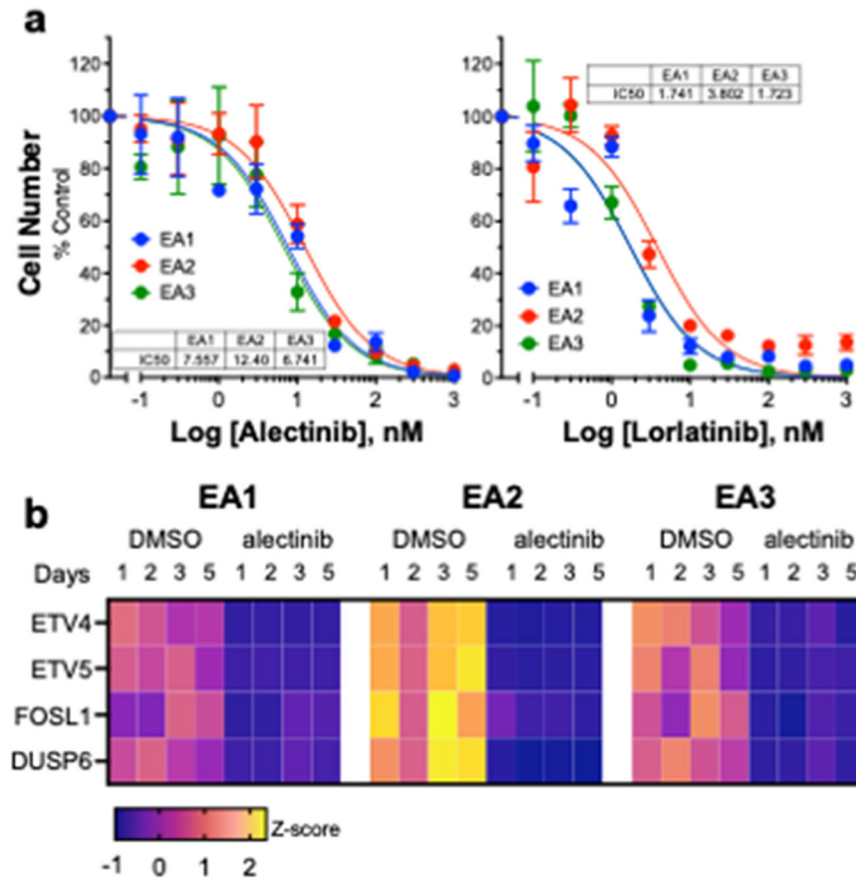 a
120
100
80
60
40
20
0
Cell Number
% Control
EA1
EA2
EA3
EA1 EA2 EA3
IC50 7.557 12.40 6.741
-1 0 1 2 3
Log [Alectinib], nM
120
100
80
60
40
20
0
EA1 EA2 EA3
IC50 1.741 3.802 1.723
EA1
EA2
EA3
-1 0 1 2 3
Log [Lorlatinib], nM
b
EA1 EA2 EA3
DMSO alectinib DMSO alectinib DMSO alectinib
Days 1 2 3 5 1 2 3 5 1 2 3 5 1 2 3 5 1 2 3 5 1 2 3 5
ETV4
ETV5
FOSL1
DUSP6
Z-score
-1 0 1 2